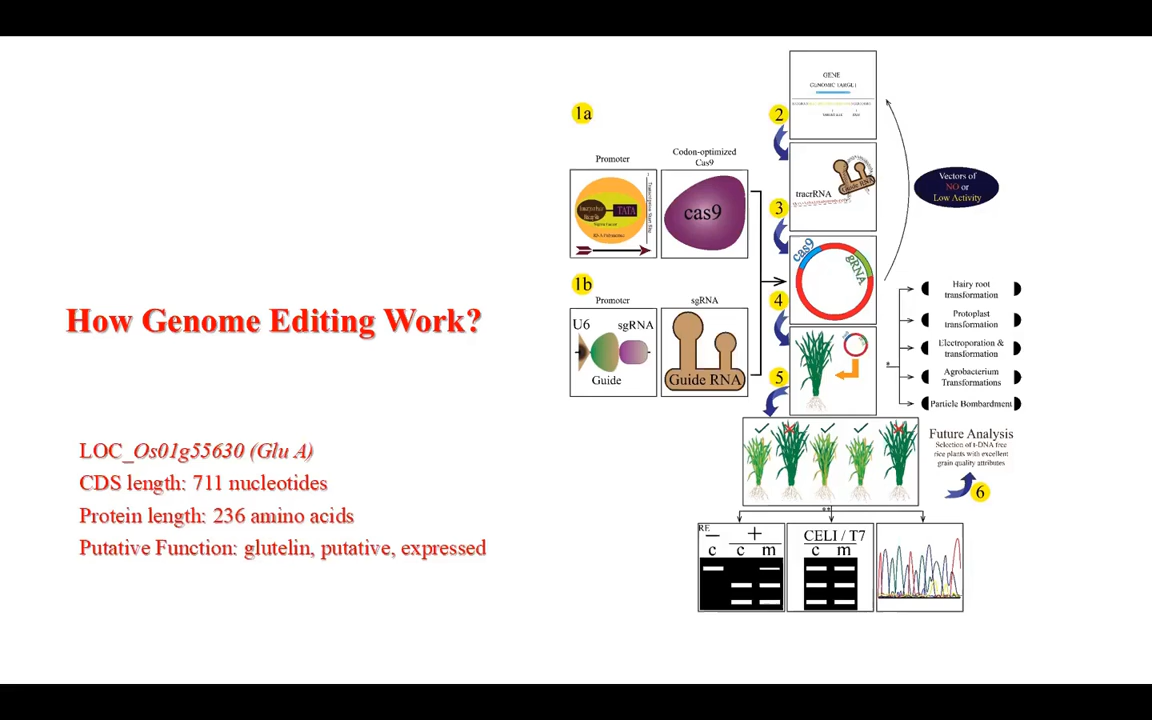 How Genome Editing Work?
LOC_Os01g55630 (Glu A)
CDS length: 711 nucleotides
Protein length: 236 amino acids
Putative Function: glutelin, putative, expressed
1a
Promoter
Codon-optimized
Cas9
TATA
cas9
1b
Promoter
sgRNA
U6
sgRNA
Guide
Guide RNA
2
GENE
3
tracrRNA
Guide RNA
cas9
gRNA
4
5
Vectors of
NO or
Low Activity
Hairy root
transformation
Protoplast
transformation
Electroporation &
transformation
*
Agrobacterium
Transformations
Particle Bombardment
Future Analysis
Selection of t-DNA free
rice plants with excellent
grain quality attributes
6
**
RE
− +
c c m
CELI / T7
c m